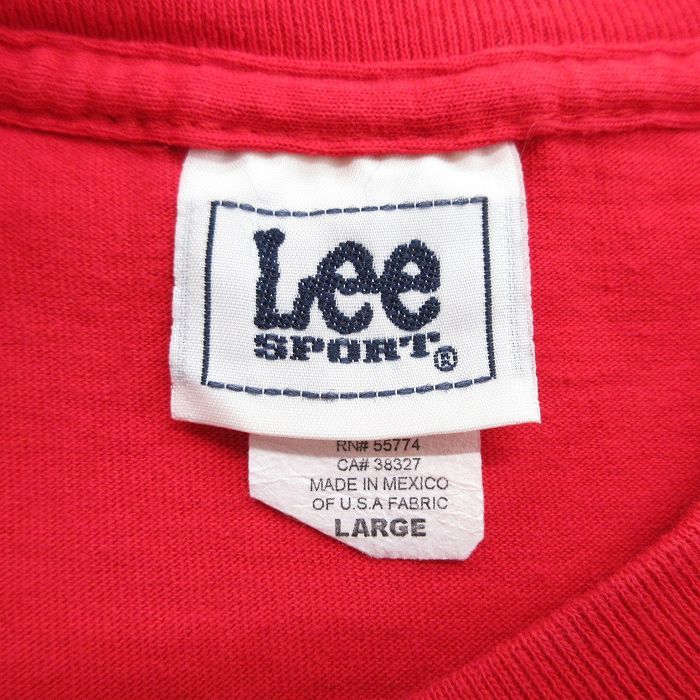 Lee
SPORT®
RN# 55774
CA# 38327
MADE IN MEXICO
OF U.S.A FABRIC
LARGE